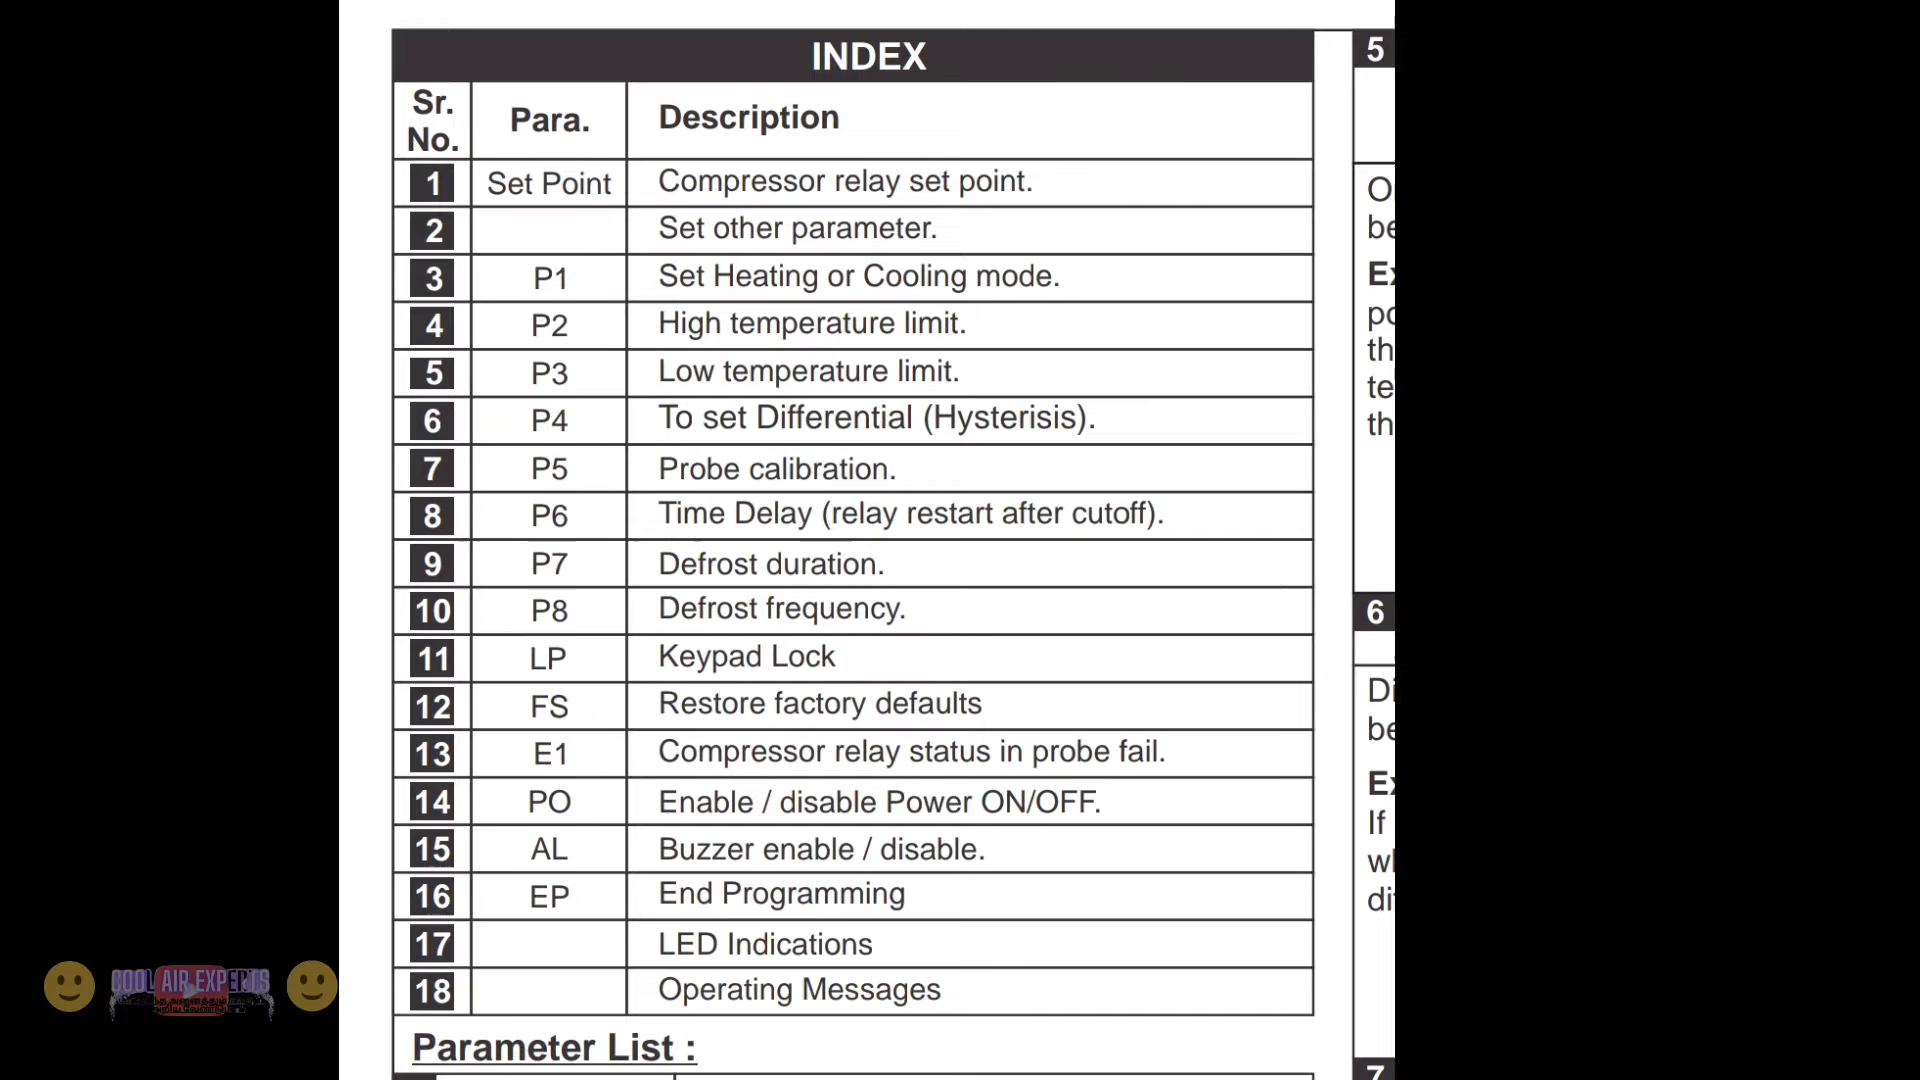 INDEX
Sr. No. Para. Description
1 Set Point Compressor relay set point.
2 Set other parameter.
3 P1 Set Heating or Cooling mode.
4 P2 High temperature limit.
5 P3 Low temperature limit.
6 P4 To set Differential (Hysterisis).
7 P5 Probe calibration.
8 P6 Time Delay (relay restart after cutoff).
9 P7 Defrost duration.
10 P8 Defrost frequency.
11 LP Keypad Lock
12 FS Restore factory defaults
13 E1 Compressor relay status in probe fail.
14 PO Enable / disable Power ON/OFF.
15 AL Buzzer enable / disable.
16 EP End Programming
17 LED Indications
18 Operating Messages
Parameter List :
5
6
If
7
COOL AIR EXPERTS